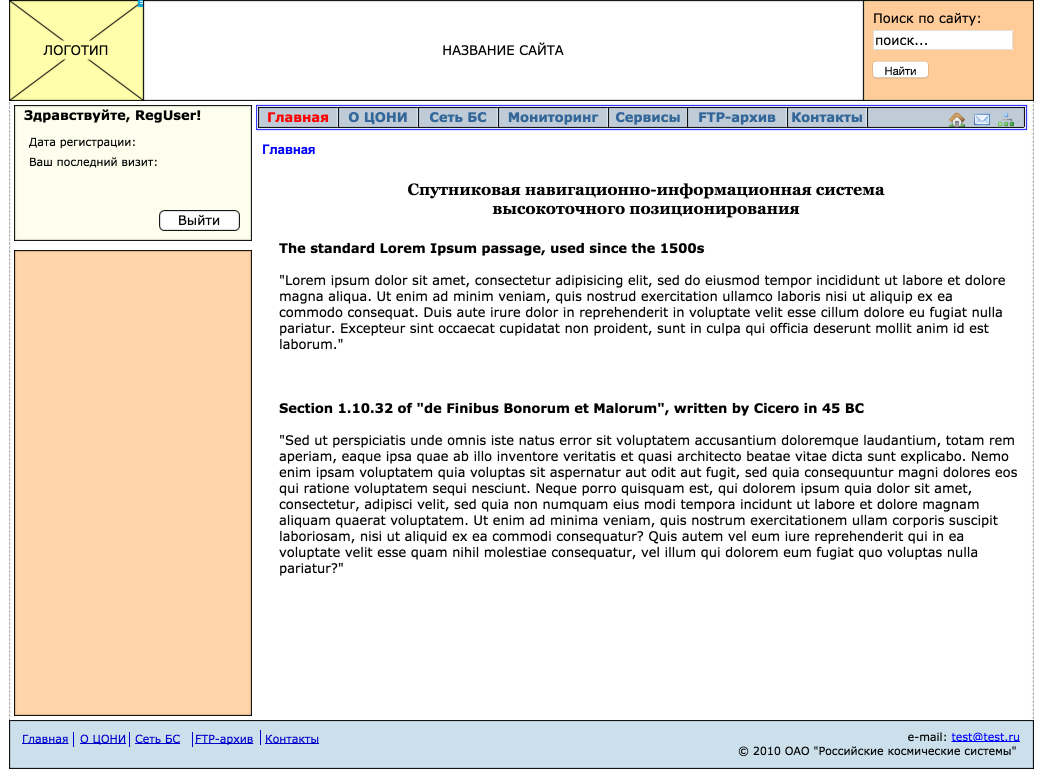 ЛОГОТИП
НАЗВАНИЕ САЙТА
Поиск по сайту:
поиск...
Найти
Здравствуйте, RegUser!
Дата регистрации:
Ваш последний визит:
Выйти
Главная О ЦОНИ Сеть БС Мониторинг Сервисы FTP-архив Контакты
Главная
Спутниковая навигационно-информационная система
высокоточного позиционирования
The standard Lorem Ipsum passage, used since the 1500s
"Lorem ipsum dolor sit amet, consectetur adipisicing elit, sed do eiusmod tempor incididunt ut labore et dolore
magna aliqua. Ut enim ad minim veniam, quis nostrud exercitation ullamco laboris nisi ut aliquip ex ea
commodo consequat. Duis aute irure dolor in reprehenderit in voluptate velit esse cillum dolore eu fugiat nulla
pariatur. Excepteur sint occaecat cupidatat non proident, sunt in culpa qui officia deserunt mollit anim id est
laborum."
Section 1.10.32 of "de Finibus Bonorum et Malorum", written by Cicero in 45 BC
"Sed ut perspiciatis unde omnis iste natus error sit voluptatem accusantium doloremque laudantium, totam rem
aperiam, eaque ipsa quae ab illo inventore veritatis et quasi architecto beatae vitae dicta sunt explicabo. Nemo
enim ipsam voluptatem quia voluptas sit aspernatur aut odit aut fugit, sed quia consequuntur magni dolores eos
qui ratione voluptatem sequi nesciunt. Neque porro quisquam est, qui dolorem ipsum quia dolor sit amet,
consectetur, adipisci velit, sed quia non numquam eius modi tempora incidunt ut labore et dolore magnam
aliquam quaerat voluptatem. Ut enim ad minima veniam, quis nostrum exercitationem ullam corporis suscipit
laboriosam, nisi ut aliquid ex ea commodi consequatur? Quis autem vel eum iure reprehenderit qui in ea
voluptate velit esse quam nihil molestiae consequatur, vel illum qui dolorem eum fugiat quo voluptas nulla
pariatur?"
Главная О ЦОНИ Сеть БС FTP-архив Контакты
e-mail: test@test.ru
© 2010 ОАО "Российские космические системы"